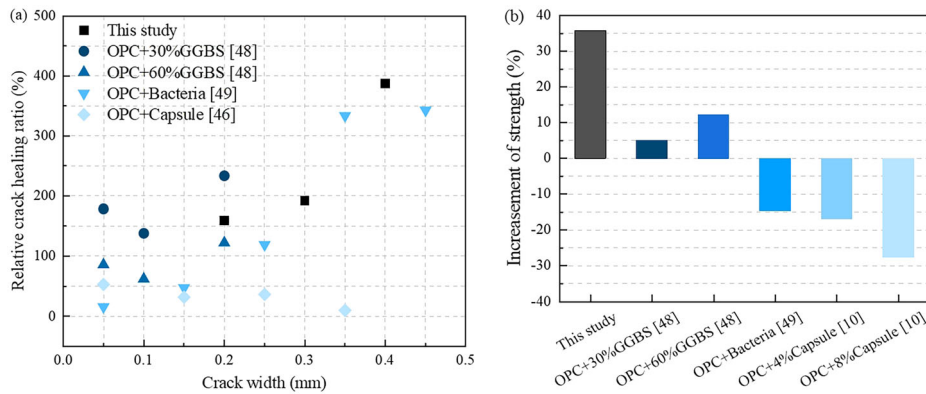 (a)
500
400
300
200
100
0
Relative crack healing ratio (%)
This study
OPC+30%GGBS [48]
OPC+60%GGBS [48]
OPC+Bacteria [49]
OPC+Capsule [46]
0.0 0.1 0.2 0.3 0.4 0.5
Crack width (mm)
(b)
40
30
20
10
0
-10
-20
-30
-40
Increasement of strength (%)
This study
OPC+30%GGBS [48]
OPC+60%GGBS [48]
OPC+Bacteria [49]
OPC+4%Capsule [10]
OPC+8%Capsule [10]